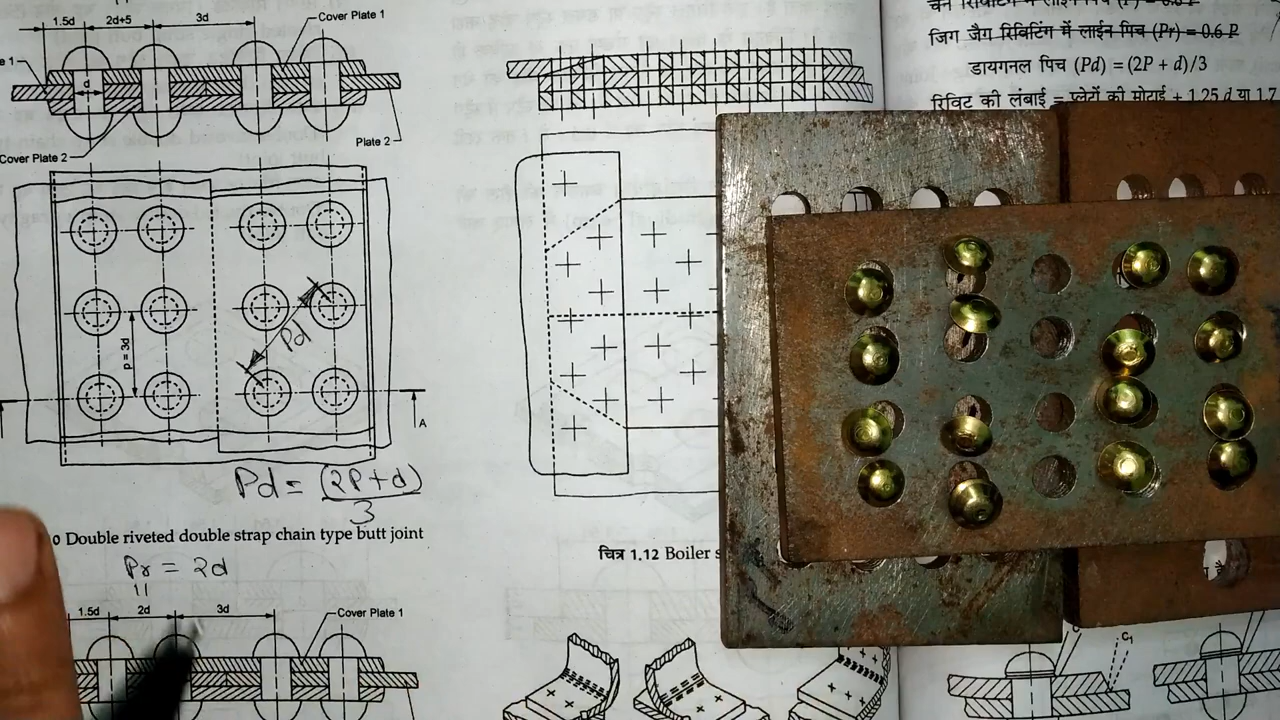 1.5d 2d+5 3d Cover Plate 1
Plate 2
Cover Plate 2
d
P = 3d
Pd
A
Pd = (2P+d)
3
Double riveted double strap chain type butt joint
Pr = 2d
1.5d 2d 3d Cover Plate 1
चित्र 1.12 Boiler
जिग जैग रिविटिंग में लाईन पिच (Pr) = 0.6 P
डायगनल पिच (Pd) = (2P + d)/3
रिविट की लंबाई = प्लेटों की मोटाई + 1.25 d या 1.7
C₁